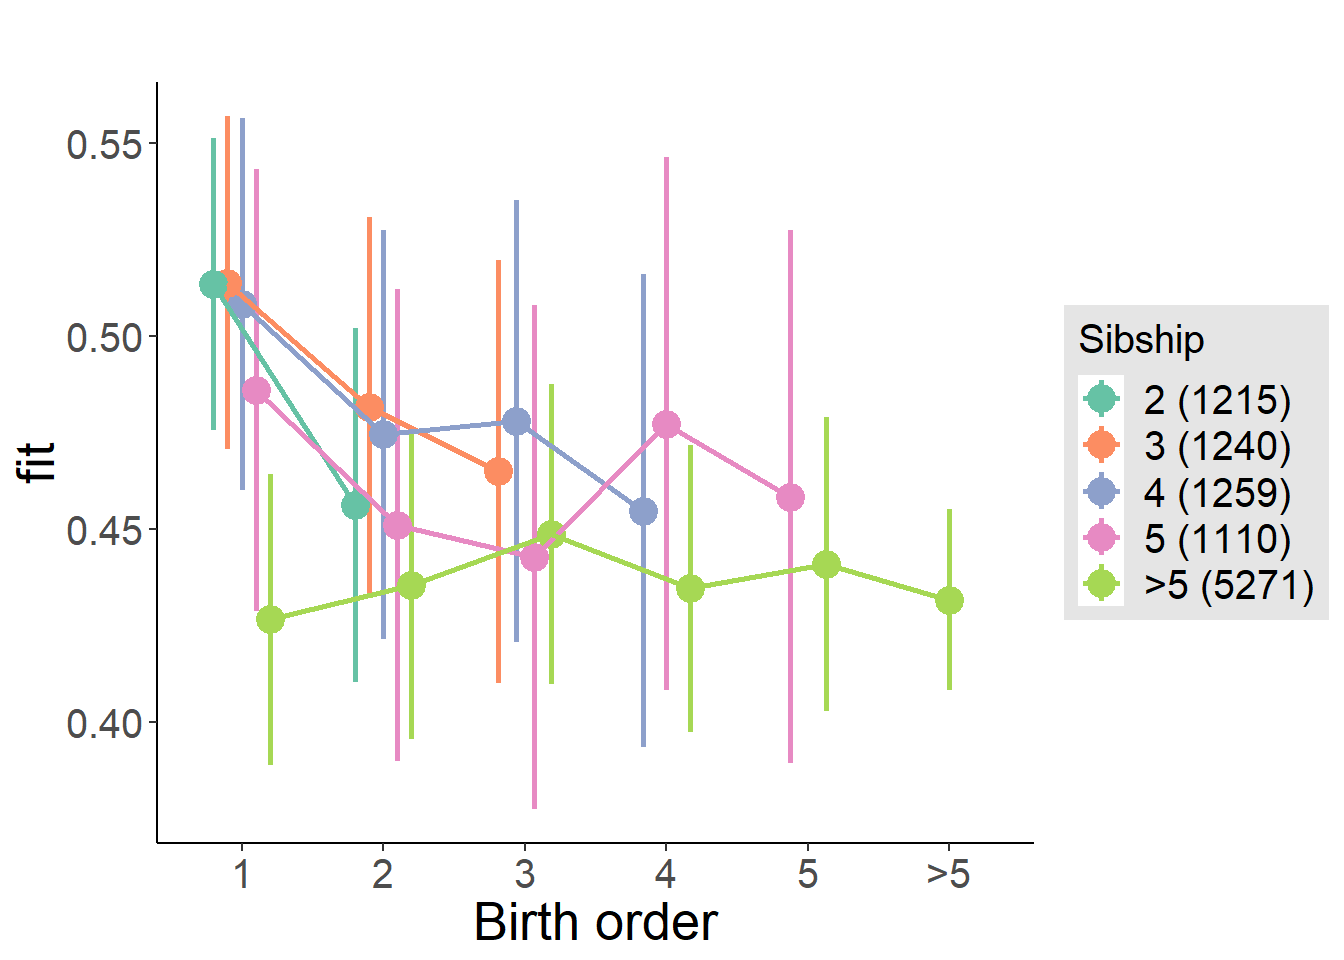 fit
0.55
0.50
0.45
0.40
1 2 3 4 5 >5
Birth order
Sibship
2 (1215)
3 (1240)
4 (1259)
5 (1110)
>5 (5271)